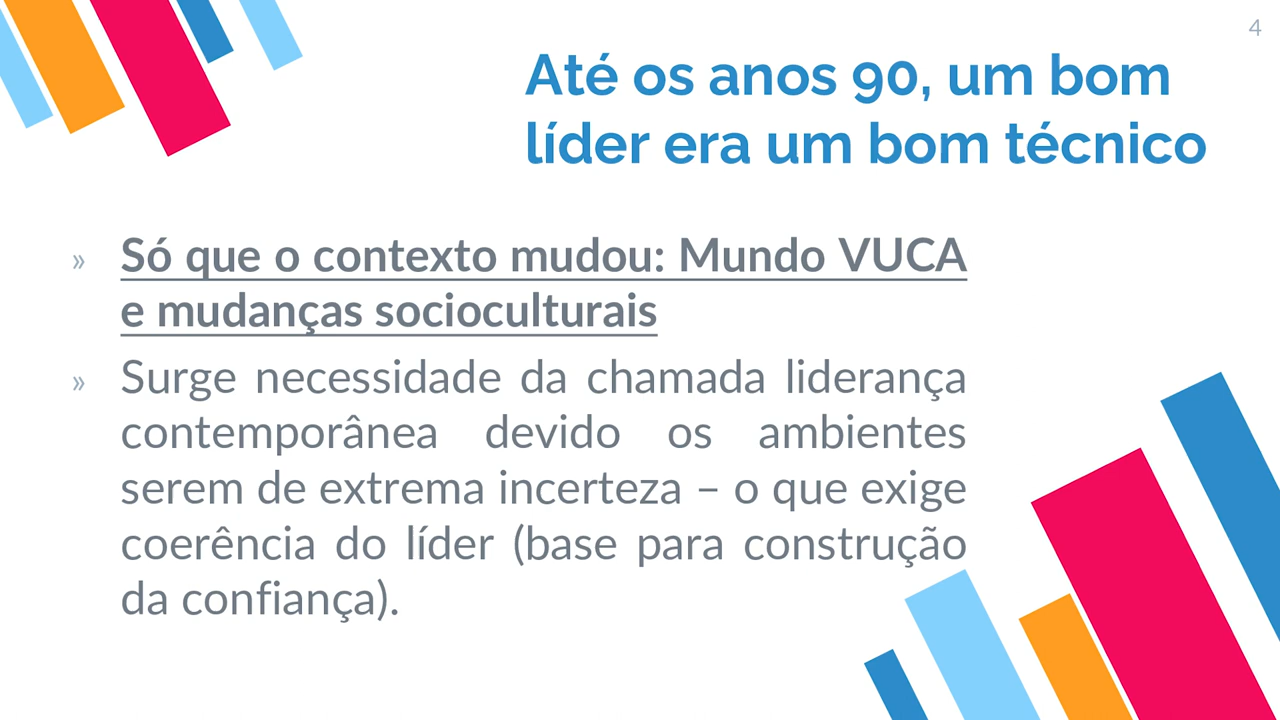 4
Até os anos 90, um bom
líder era um bom técnico
» Só que o contexto mudou: Mundo VUCA
e mudanças socioculturais
» Surge necessidade da chamada liderança
contemporânea devido os ambientes
serem de extrema incerteza – o que exige
coerência do líder (base para construção
da confiança).